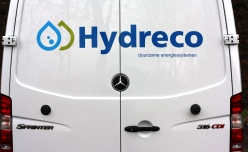 Hydreco
duurzame energiesystemen
SPRINTER
316 CDI